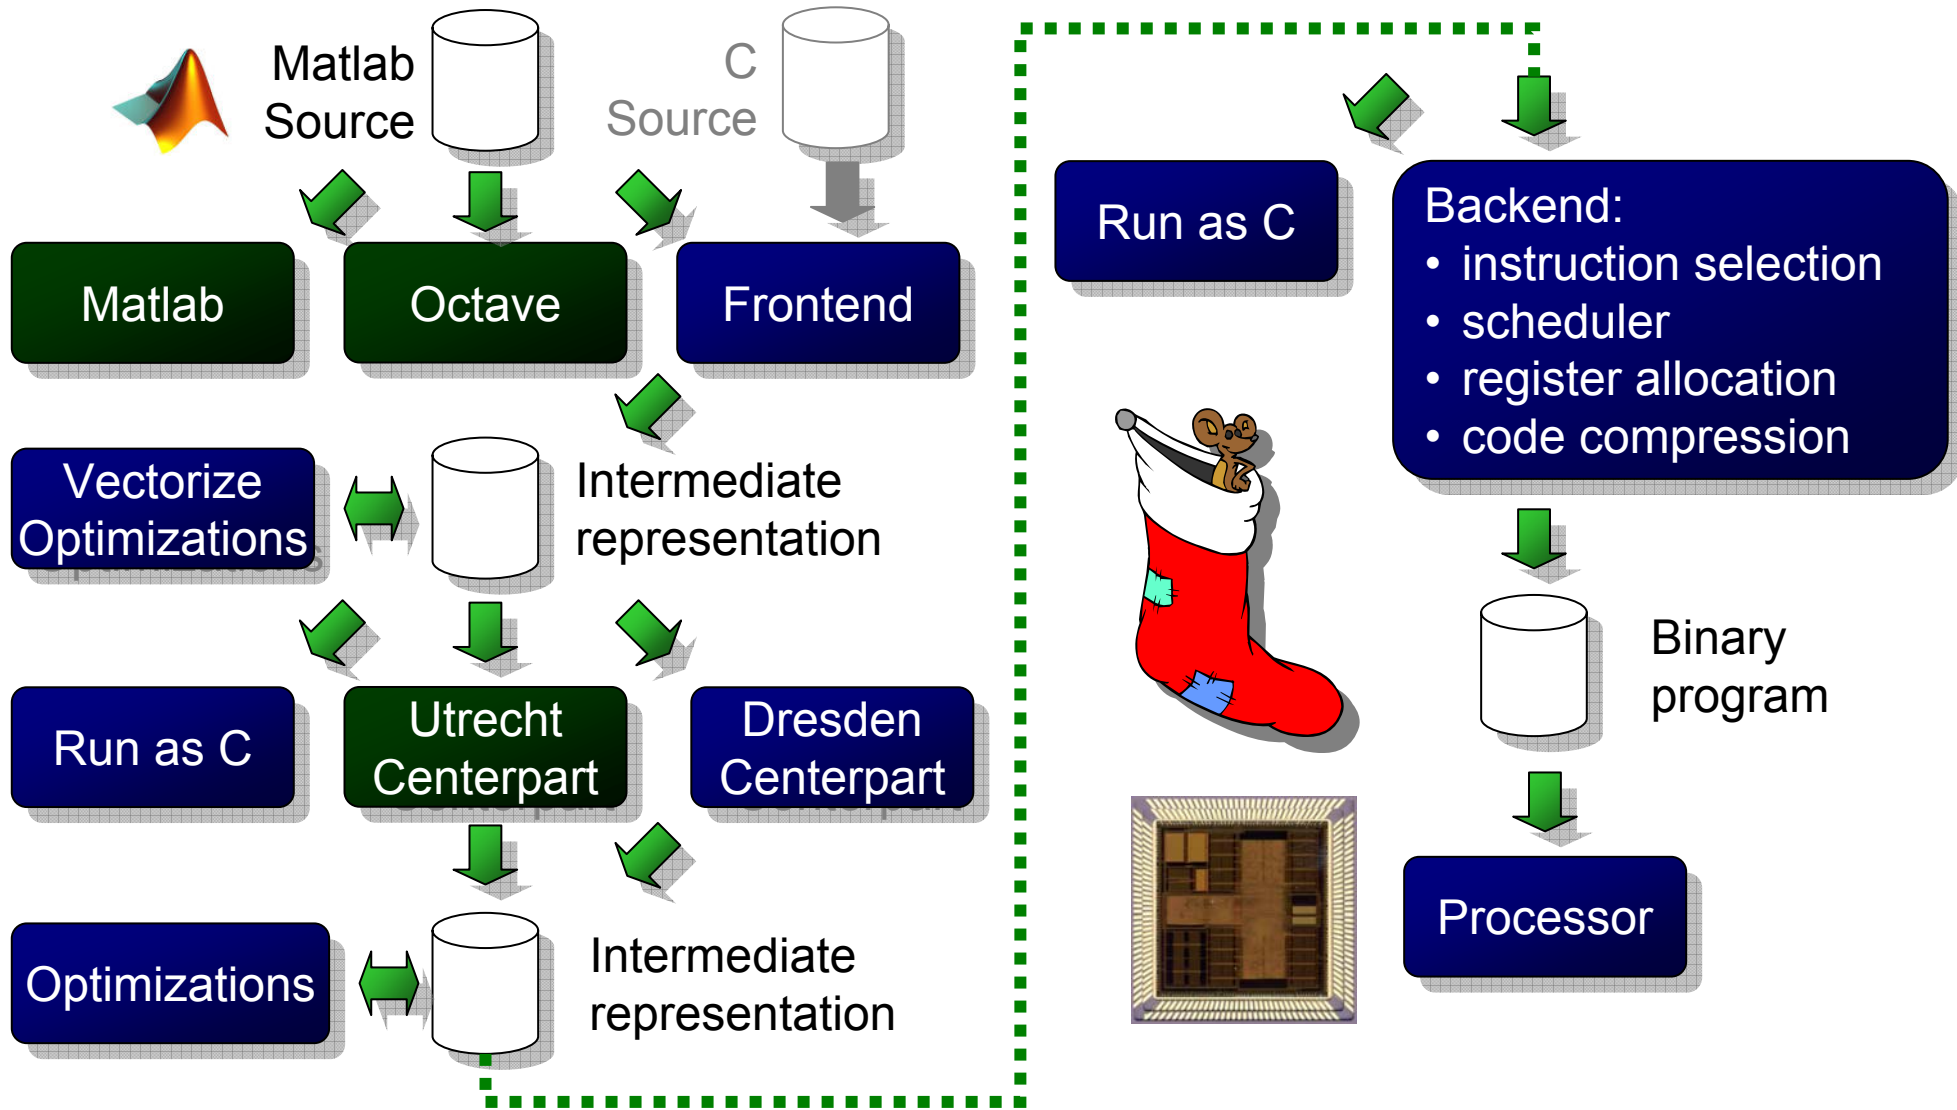 Matlab
Source
C
Source
Matlab
Octave
Frontend
Vectorize
Optimizations
Intermediate
representation
Run as C
Utrecht
Centerpart
Dresden
Centerpart
Optimizations
Intermediate
representation
Run as C
Backend:
• instruction selection
• scheduler
• register allocation
• code compression
Binary
program
Processor